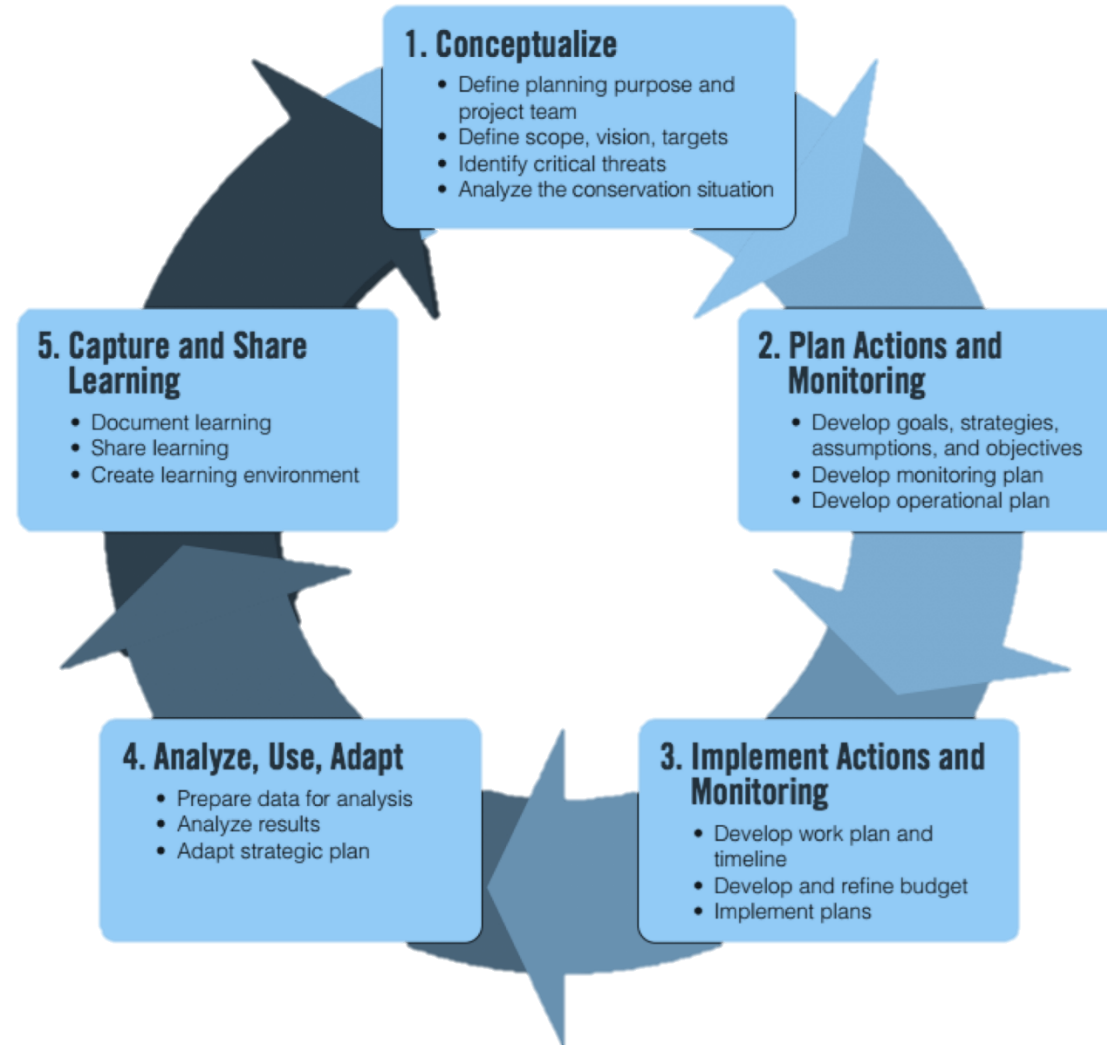 1. Conceptualize
• Define planning purpose and
project team
• Define scope, vision, targets
• Identify critical threats
• Analyze the conservation situation
2. Plan Actions and
Monitoring
• Develop goals, strategies,
assumptions, and objectives
• Develop monitoring plan
• Develop operational plan
3. Implement Actions and
Monitoring
• Develop work plan and
timeline
• Develop and refine budget
• Implement plans
4. Analyze, Use, Adapt
• Prepare data for analysis
• Analyze results
• Adapt strategic plan
5. Capture and Share
Learning
• Document learning
• Share learning
• Create learning environment